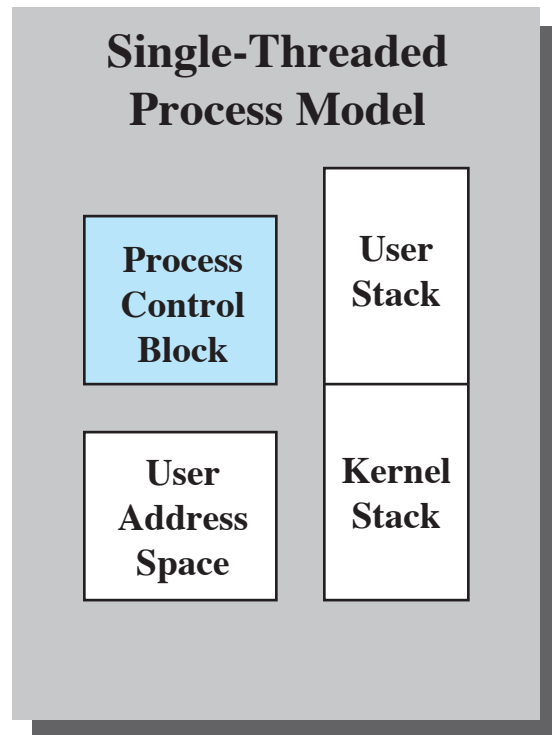 Single-Threaded
Process Model
Process
Control
Block
User
Stack
User
Address
Space
Kernel
Stack